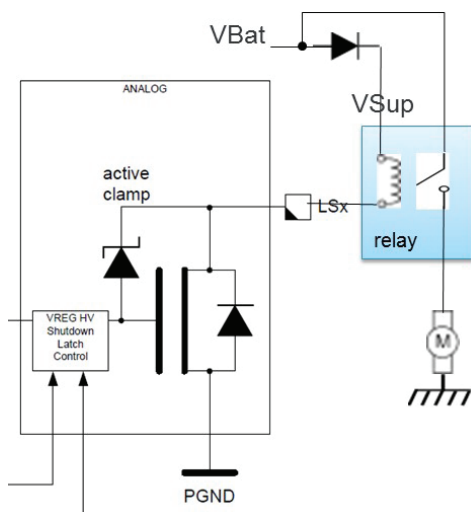 VBat
ANALOG
VSup
active
clamp
LSx
relay
VREG HV
Shutdown
Latch
Control
M
PGND